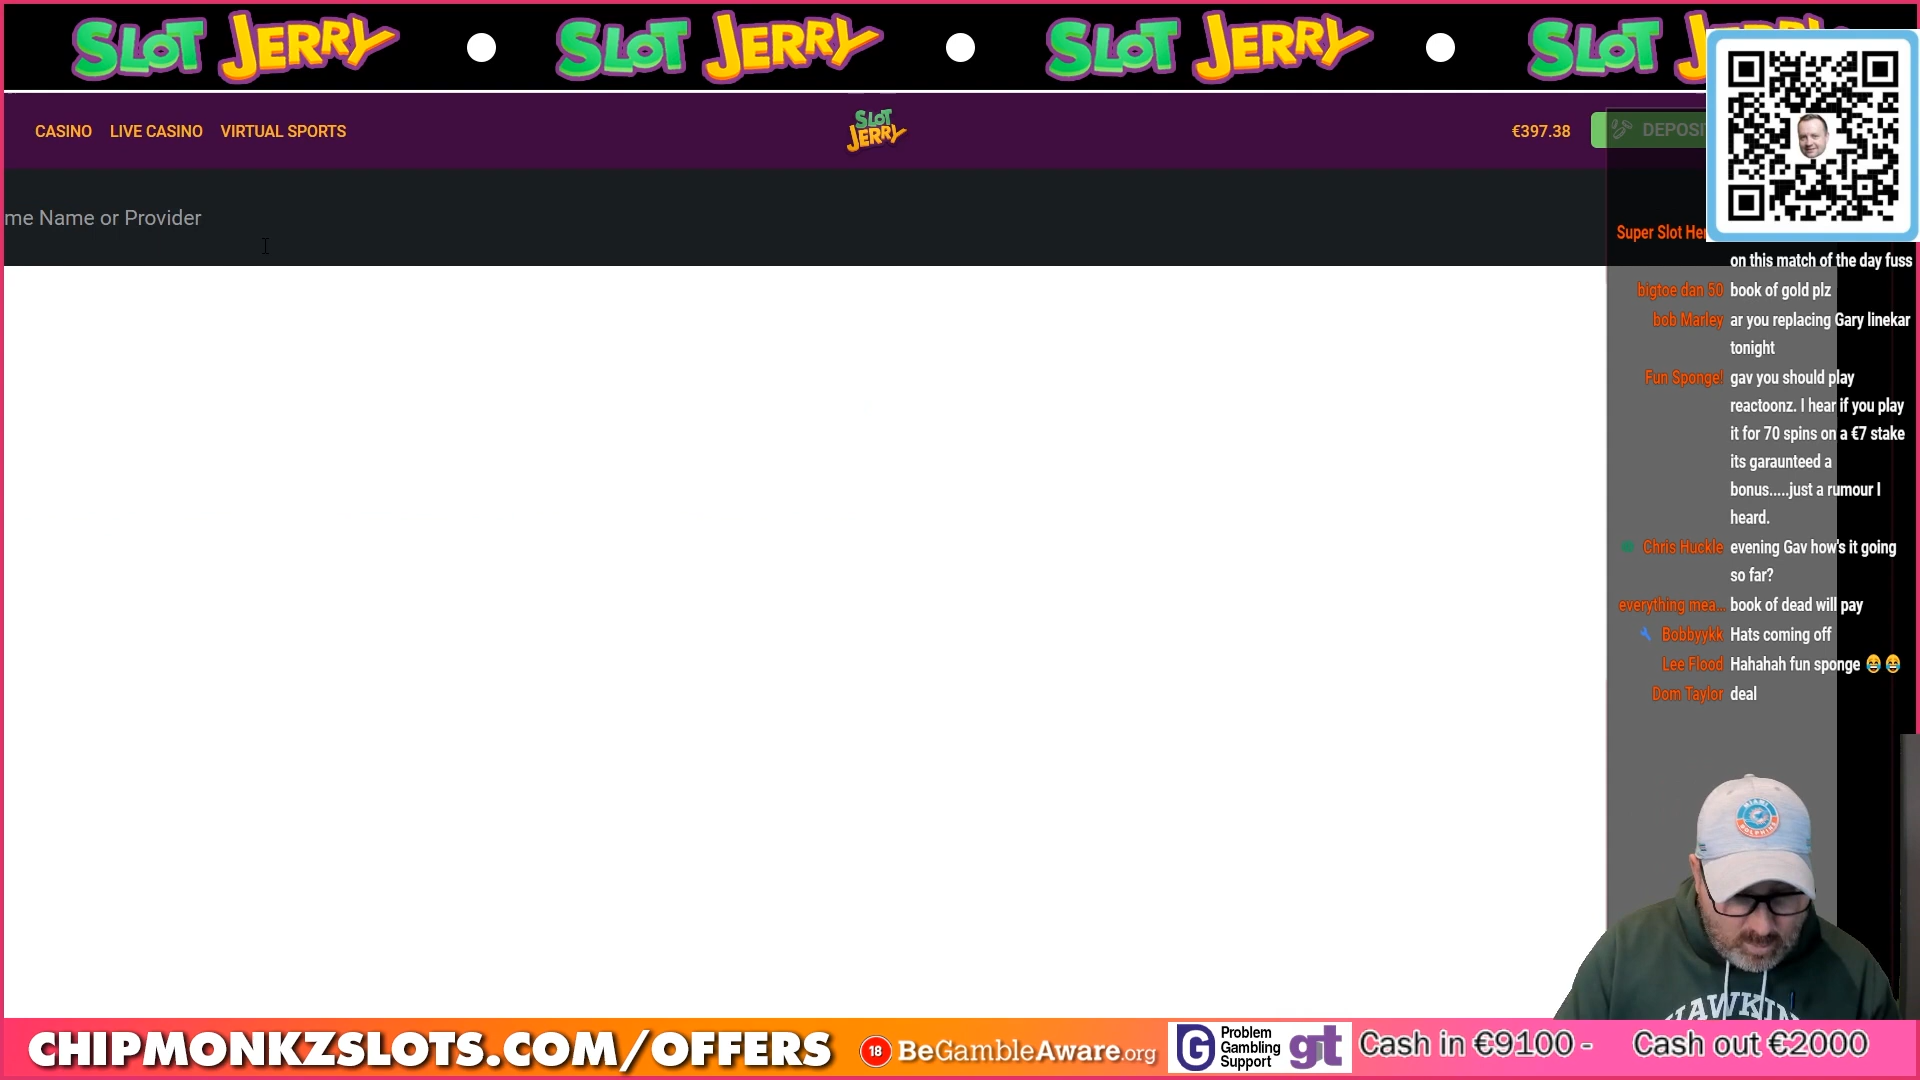 SLOT JERRY SLOT JERRY SLOT JERRY SLOT
CASINO LIVE CASINO VIRTUAL SPORTS
SLOT
JERRY
€397.38
me Name or Provider
Super Slot
on this match of the day fuss
bigtoe dan 50 book of gold plz
bob Marley ar you replacing Gary linekar
tonight
Fun Sponge! gav you should play
reactoonz. I hear if you play
it for 70 spins on a €7 stake
its garaunteed a
bonus.....just a rumour I
heard.
Chris Huckle evening Gav how's it going
so far?
everything mea... book of dead will pay
Bobbyykk Hats coming off
Lee Flood Hahahah fun sponge 😂😂
Dom Taylor deal
MIAMI
DOLPHINS
CHIPMONKZSLOTS.COM/OFFERS
18 BeGambleAware.org
G Problem
Gambling
Support
gt
Cash in €9100 - Cash out €2000